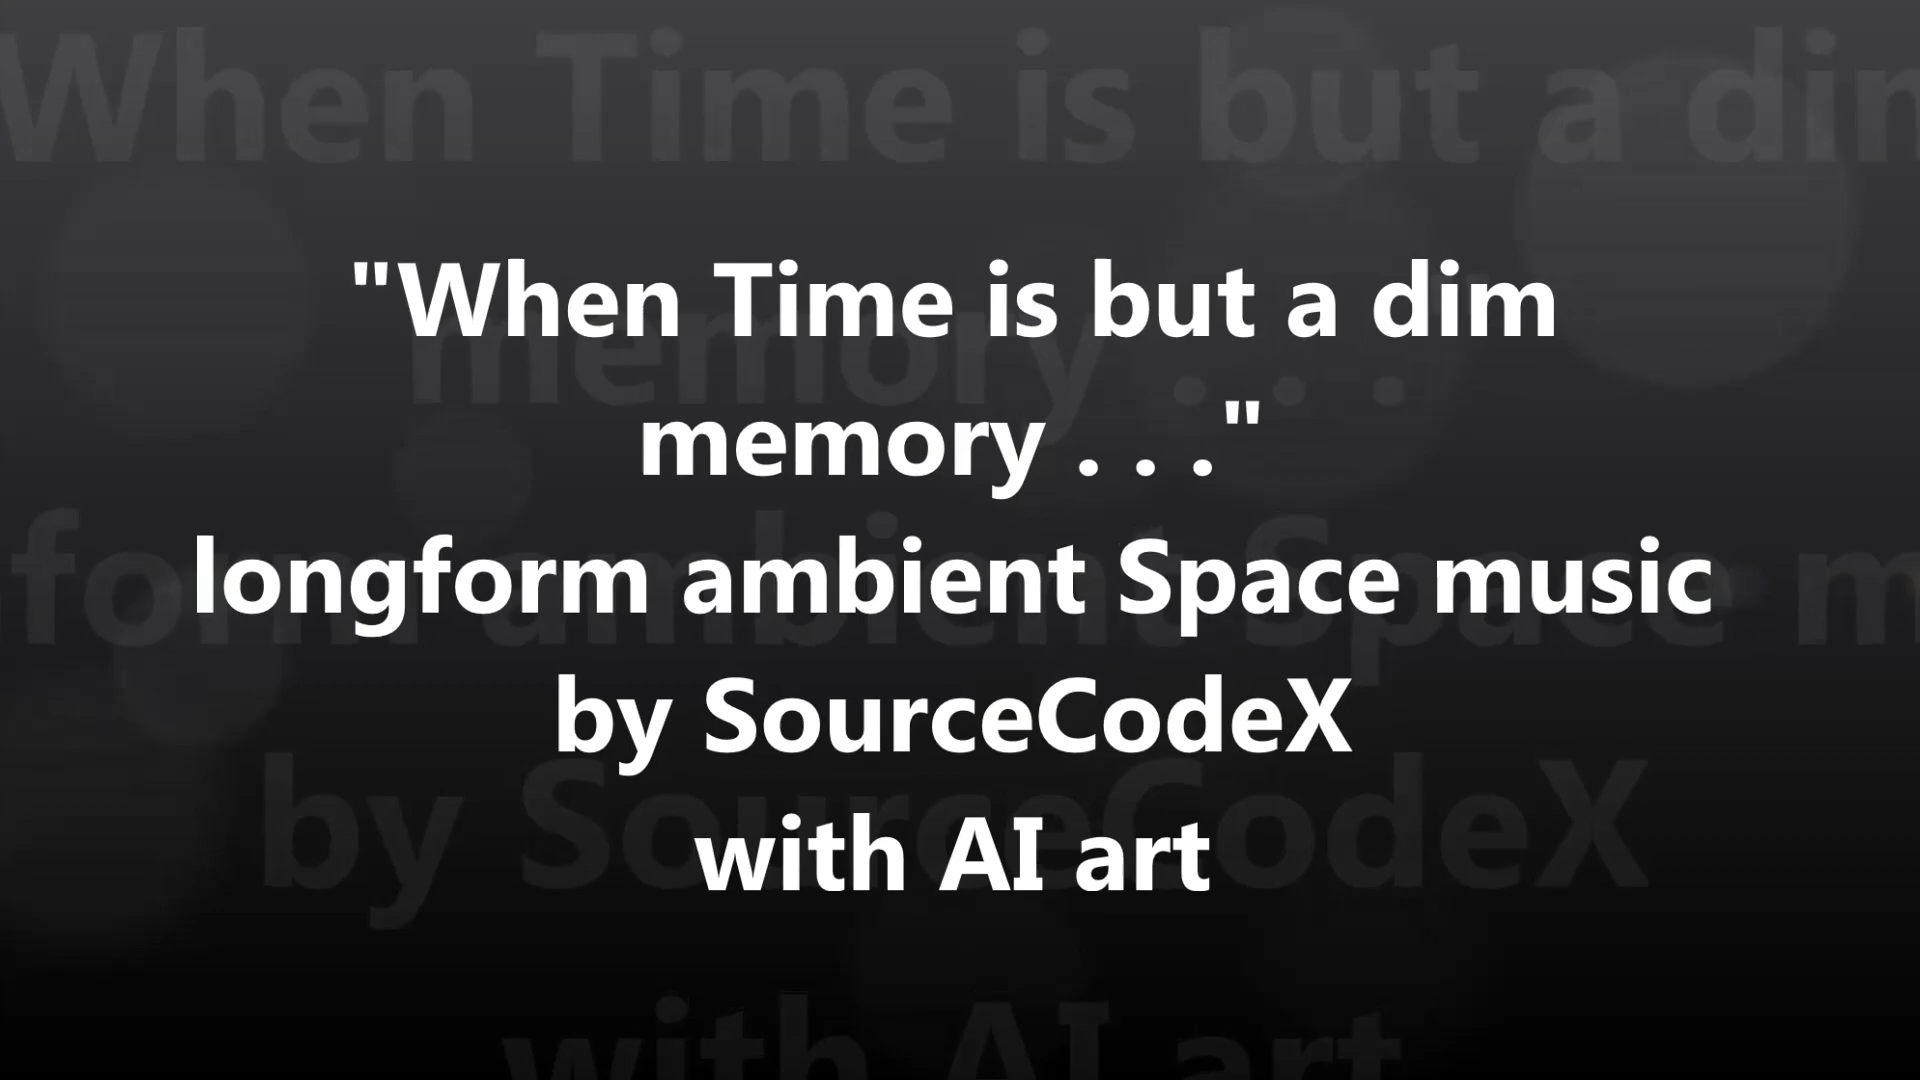 "When Time is but a dim
memory . . ."
longform ambient Space music
by SourceCodeX
with AI art